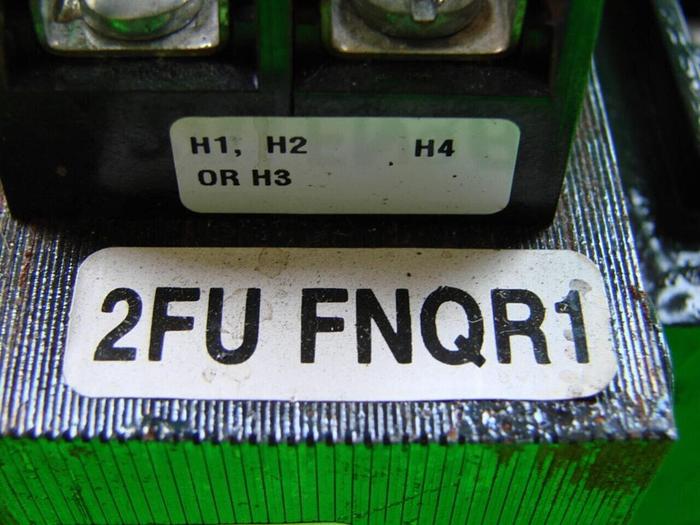 H1, H2 H4
OR H3
2FU FNQR1